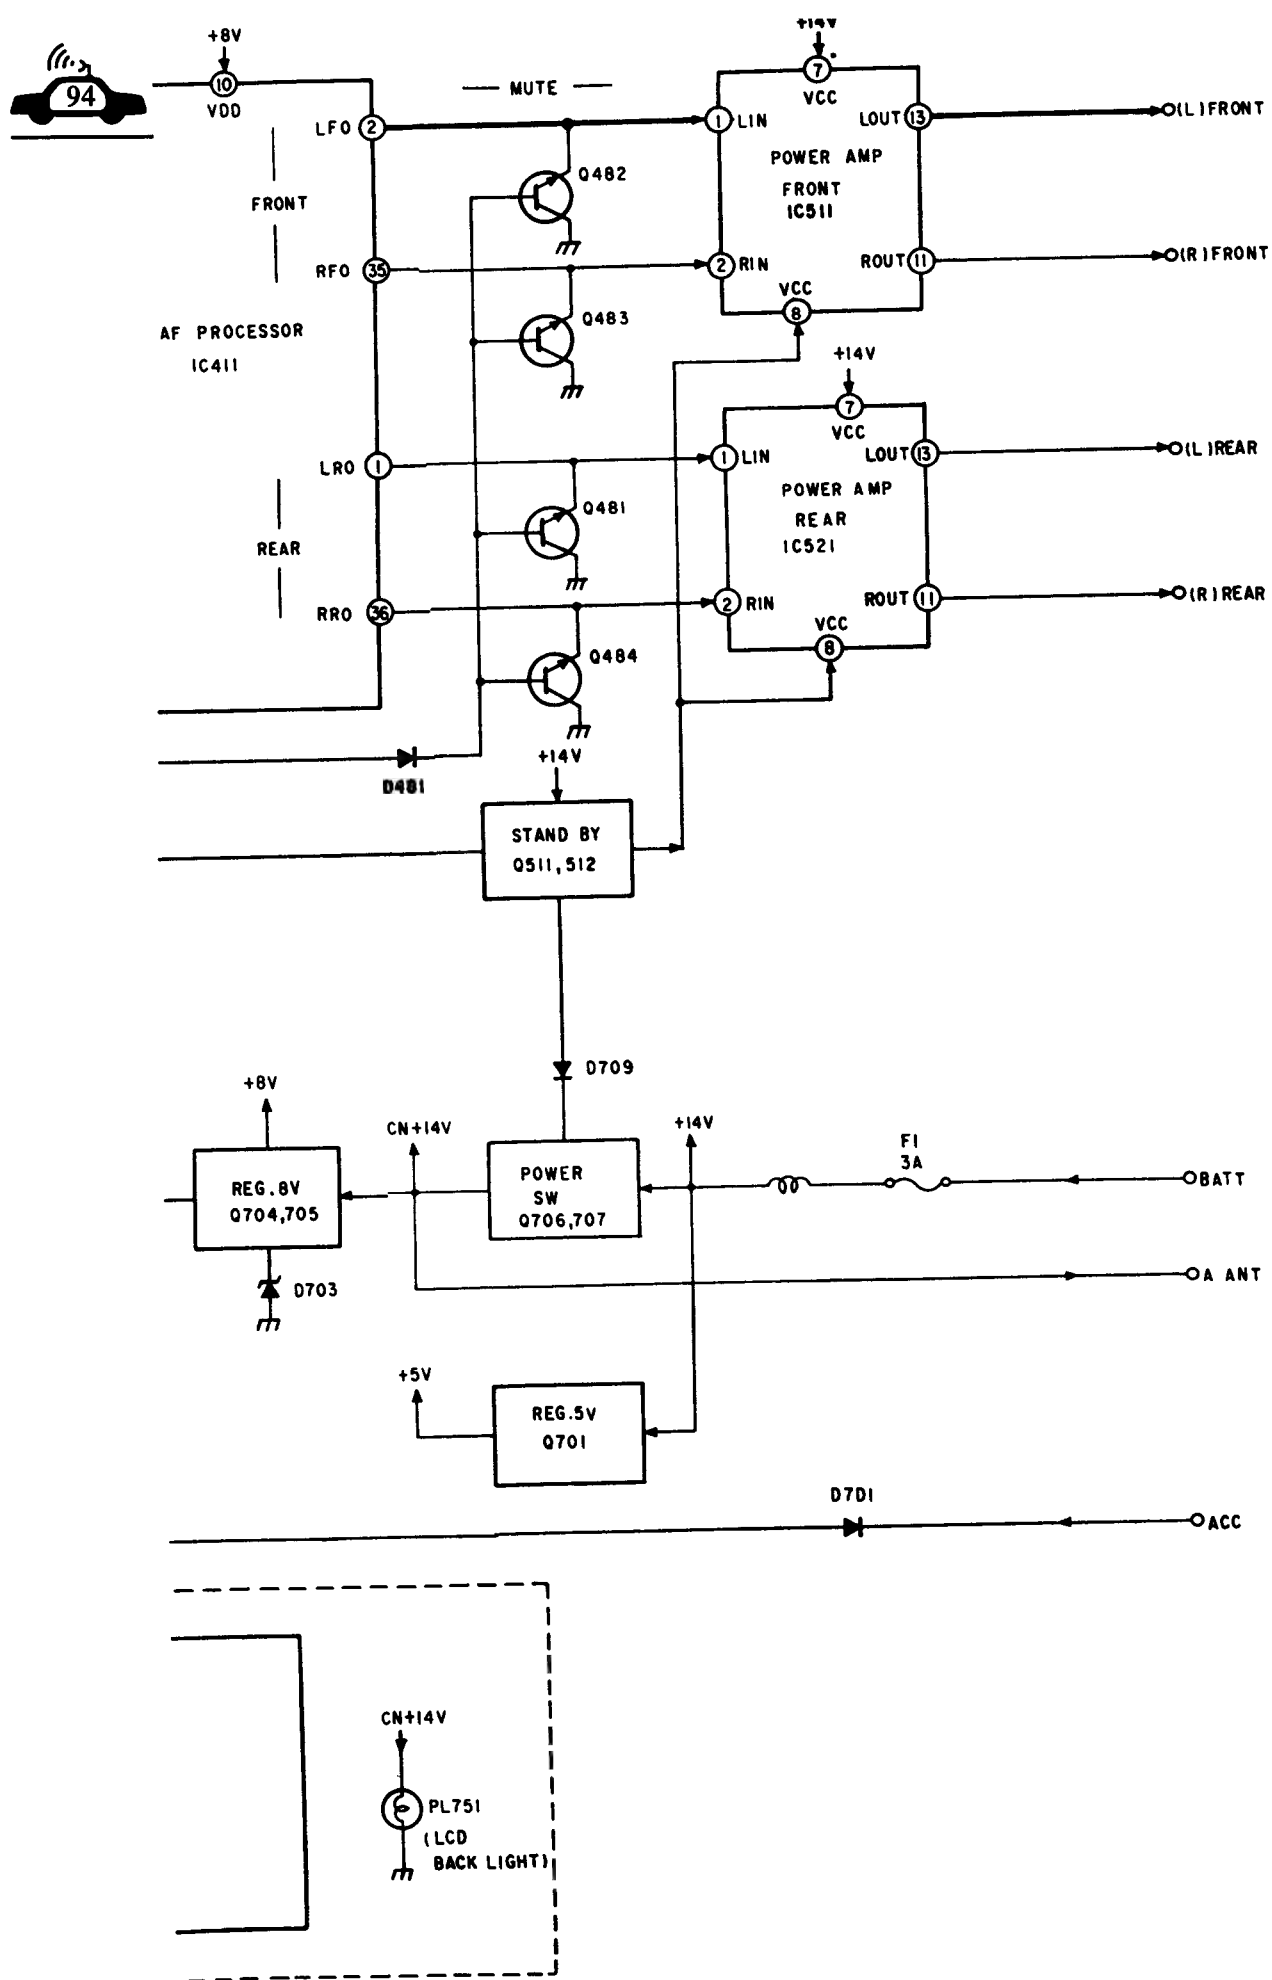 94
+8V
10
VDD
MUTE
+14V
7
VCC
LFO 2
1 LIN
LOUT 13
(L)FRONT
POWER AMP
FRONT
IC511
Q482
FRONT
RFO 35
2 RIN
ROUT 11
(R)FRONT
VCC
8
Q483
AF PROCESSOR
IC411
+14V
7
VCC
LRO 1
1 LIN
LOUT 13
(L)REAR
POWER AMP
REAR
IC521
Q481
REAR
RRO 36
2 RIN
ROUT 11
(R)REAR
VCC
8
Q484
+14V
D481
STAND BY
Q511,512
D709
+8V
CN+14V
+14V
F1
3A
BATT
REG.8V
Q704,705
POWER
SW
Q706,707
D703
A ANT
+5V
REG.5V
Q701
D7D1
ACC
CN+14V
PL751
(LCD
BACK LIGHT)